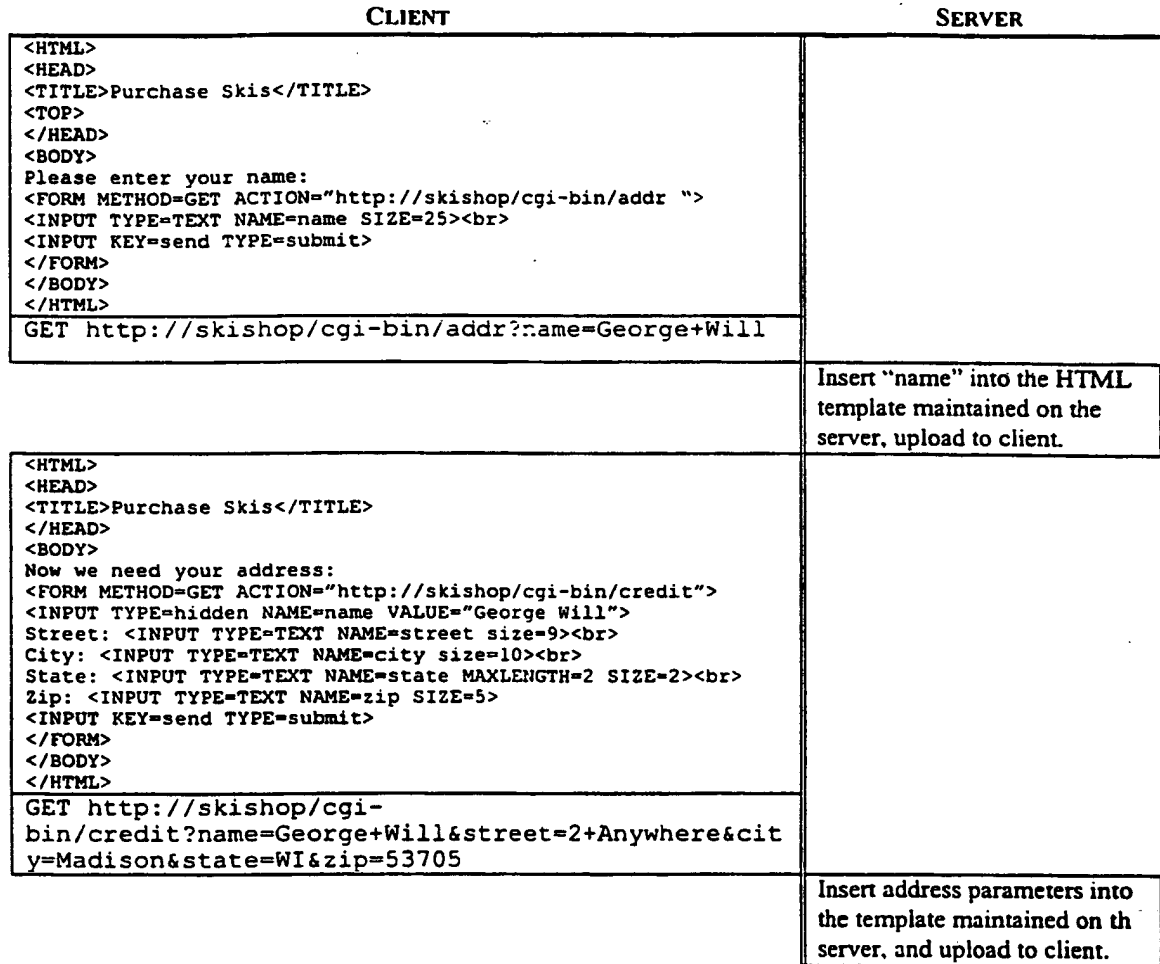 CLIENT SERVER
<HTML>
<HEAD>
<TITLE>Purchase Skis</TITLE>
<TOP>
</HEAD>
<BODY>
Please enter your name:
<FORM METHOD=GET ACTION="http://skishop/cgi-bin/addr ">
<INPUT TYPE=TEXT NAME=name SIZE=25><br>
<INPUT KEY=send TYPE=submit>
</FORM>
</BODY>
</HTML>
GET http://skishop/cgi-bin/addr?name=George+Will
Insert "name" into the HTML
template maintained on the
server, upload to client.
<HTML>
<HEAD>
<TITLE>Purchase Skis</TITLE>
</HEAD>
<BODY>
Now we need your address:
<FORM METHOD=GET ACTION="http://skishop/cgi-bin/credit">
<INPUT TYPE=hidden NAME=name VALUE="George Will">
Street: <INPUT TYPE=TEXT NAME=street size=9><br>
City: <INPUT TYPE=TEXT NAME=city size=10><br>
State: <INPUT TYPE=TEXT NAME=state MAXLENGTH=2 SIZE=2><br>
Zip: <INPUT TYPE=TEXT NAME=zip SIZE=5>
<INPUT KEY=send TYPE=submit>
</FORM>
</BODY>
</HTML>
GET http://skishop/cgi-
bin/credit?name=George+Will&street=2+Anywhere&cit
y=Madison&state=WI&zip=53705
Insert address parameters into
the template maintained on th
server, and upload to client.